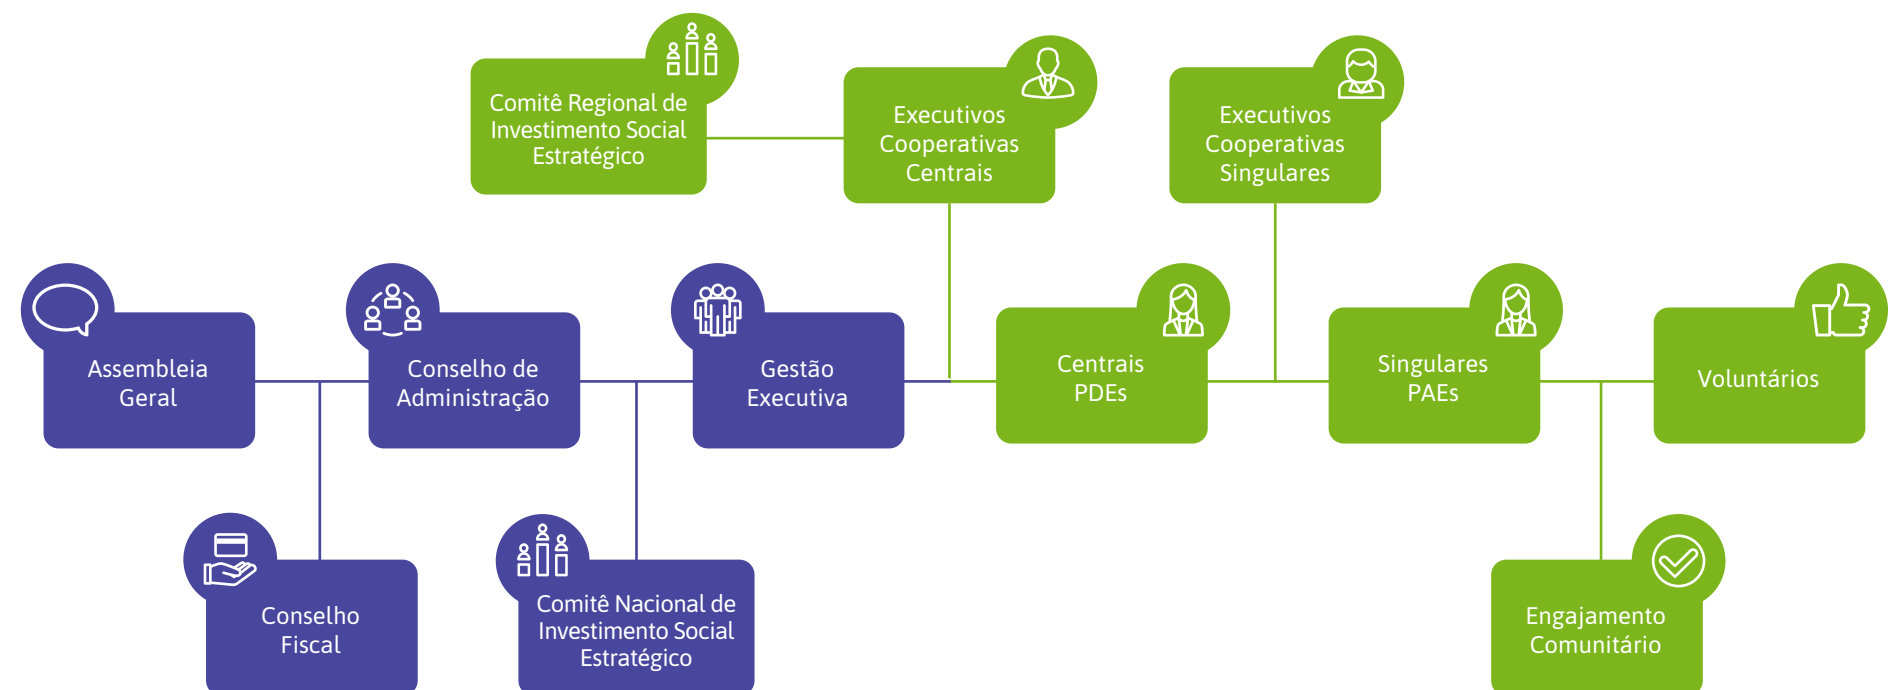 Comitê Regional de
Investimento Social
Estratégico
Executivos
Cooperativas
Centrais
Executivos
Cooperativas
Singulares
Assembleia
Geral
Conselho de
Administração
Gestão
Executiva
Centrais
PDEs
Singulares
PAEs
Voluntários
Conselho
Fiscal
Comitê Nacional de
Investimento Social
Estratégico
Engajamento
Comunitário